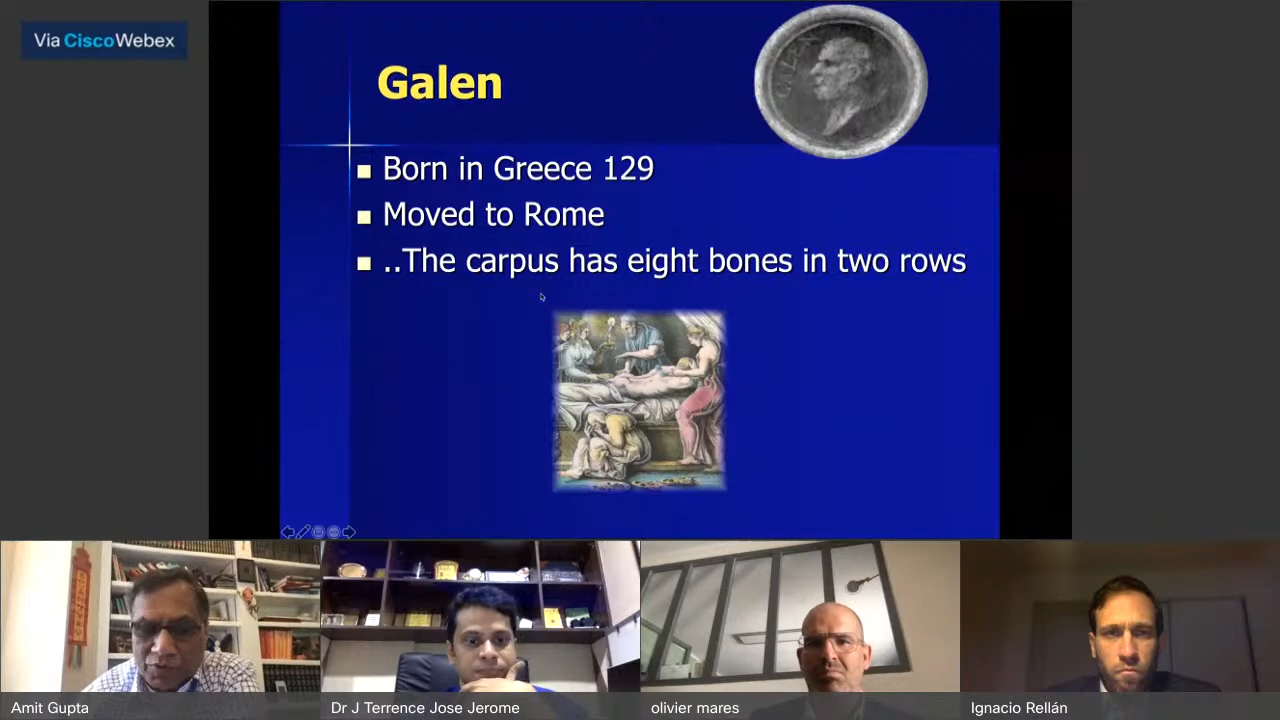 Via CiscoWebex
Galen
GALEN
Born in Greece 129
Moved to Rome
..The carpus has eight bones in two rows
Amit Gupta
Dr J Terrence Jose Jerome
olivier mares
Ignacio Rellán